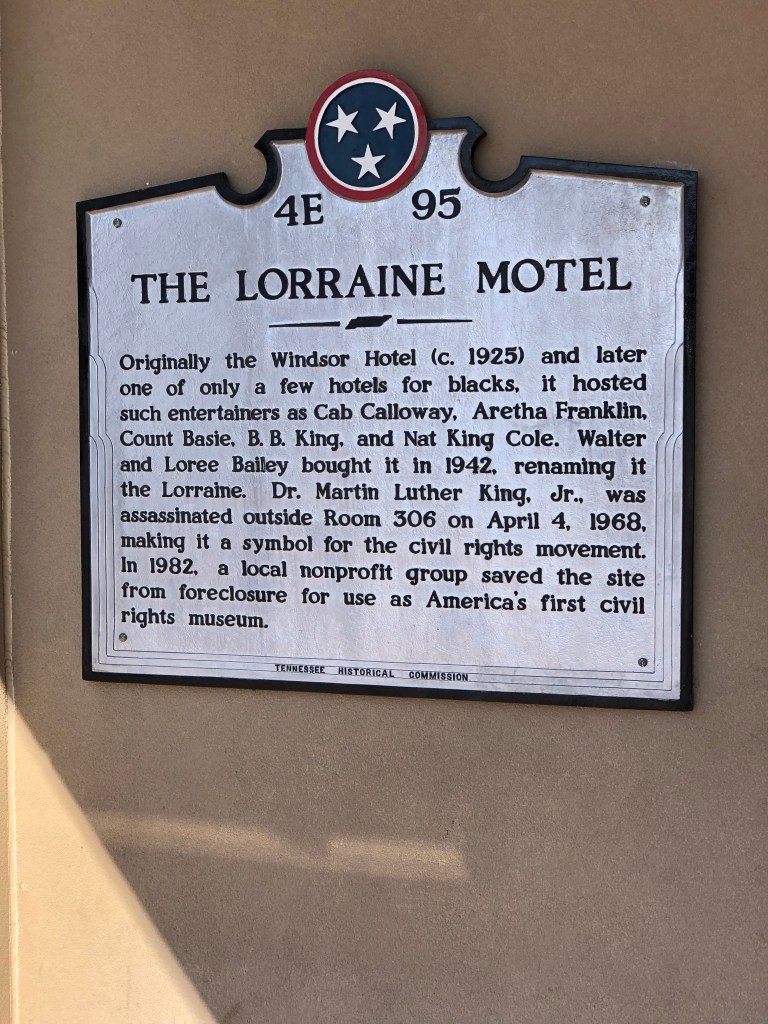 4E 95
THE LORRAINE MOTEL
Originally the Windsor Hotel (c. 1925) and later
one of only a few hotels for blacks, it hosted
such entertainers as Cab Calloway, Aretha Franklin,
Count Basie, B. B. King, and Nat King Cole. Walter
and Loree Bailey bought it in 1942, renaming it
the Lorraine. Dr. Martin Luther King, Jr., was
assassinated outside Room 306 on April 4, 1968,
making it a symbol for the civil rights movement.
In 1982, a local nonprofit group saved the site
from foreclosure for use as America's first civil
rights museum.
TENNESSEE HISTORICAL COMMISSION